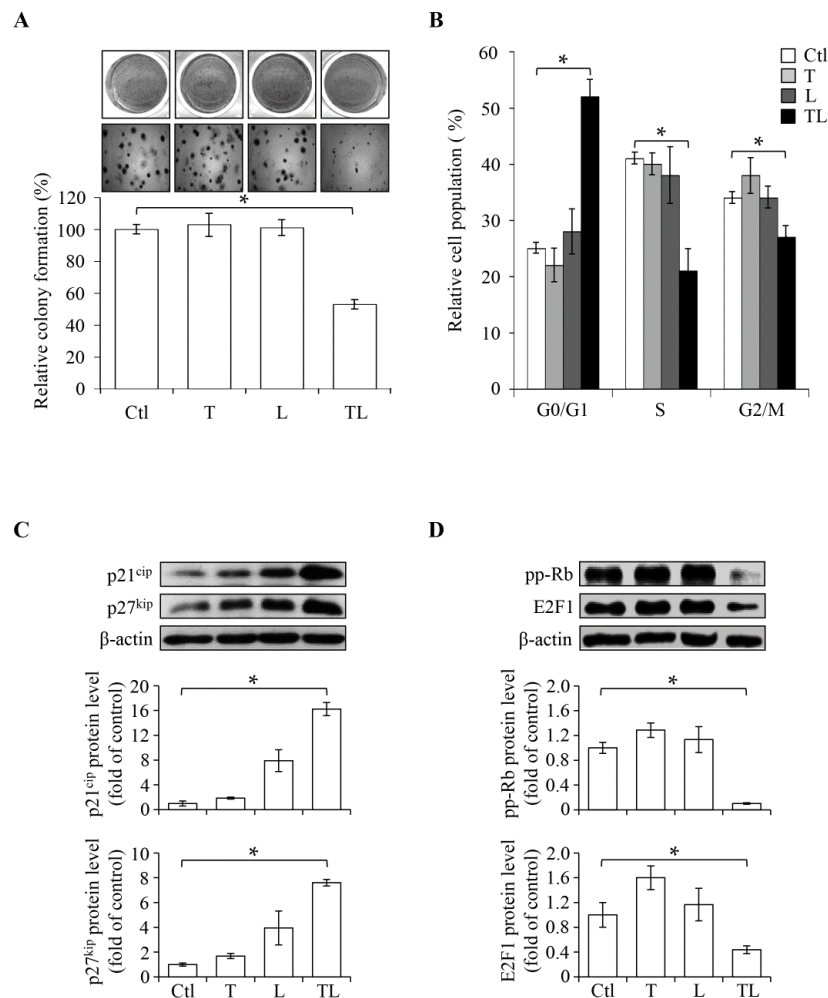 A
Relative colony formation (%)
120
100
80
60
40
20
0
*
Ctl T L TL
B
Relative cell population ( %)
60
50
40
30
20
10
0
* * *
Ctl
T
L
TL
G0/G1 S G2/M
C
p21cip
p27kip
β-actin
p21cip protein level
(fold of control)
20
16
12
8
4
0
*
p27kip protein level
(fold of control)
10
8
6
4
2
0
*
Ctl T L TL
D
pp-Rb
E2F1
β-actin
pp-Rb protein level
(fold of control)
2.0
1.6
1.2
0.8
0.4
0
*
E2F1 protein level
(fold of control)
2.0
1.6
1.2
0.8
0.4
0
*
Ctl T L TL